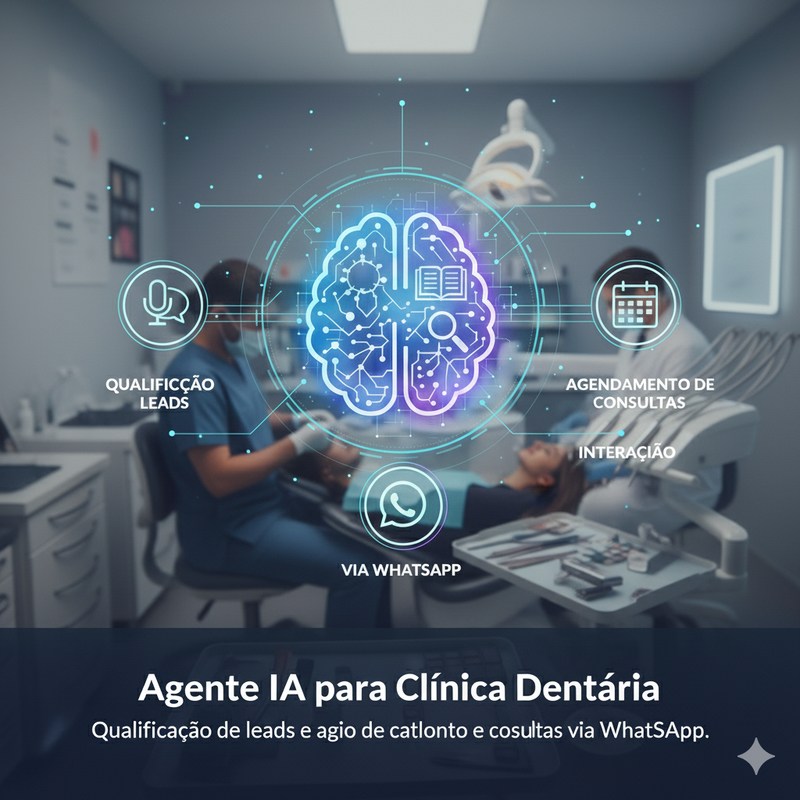 QUALIFICÇÃO
LEADS
AGENDAMENTO DE
CONSULTAS
INTERAÇIÃO
VIA WHATSAPP
Agente IA para Clínica Dentária
Qualificação de leads e agio de catlonto e cosultas via WhatSApp.